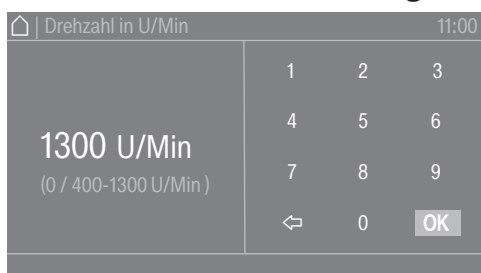 | Drehzahl in U/Min 11:00
1 2 3
4 5 6
1300 U/Min
(0 / 400-1300 U/Min )
7 8 9
0 OK